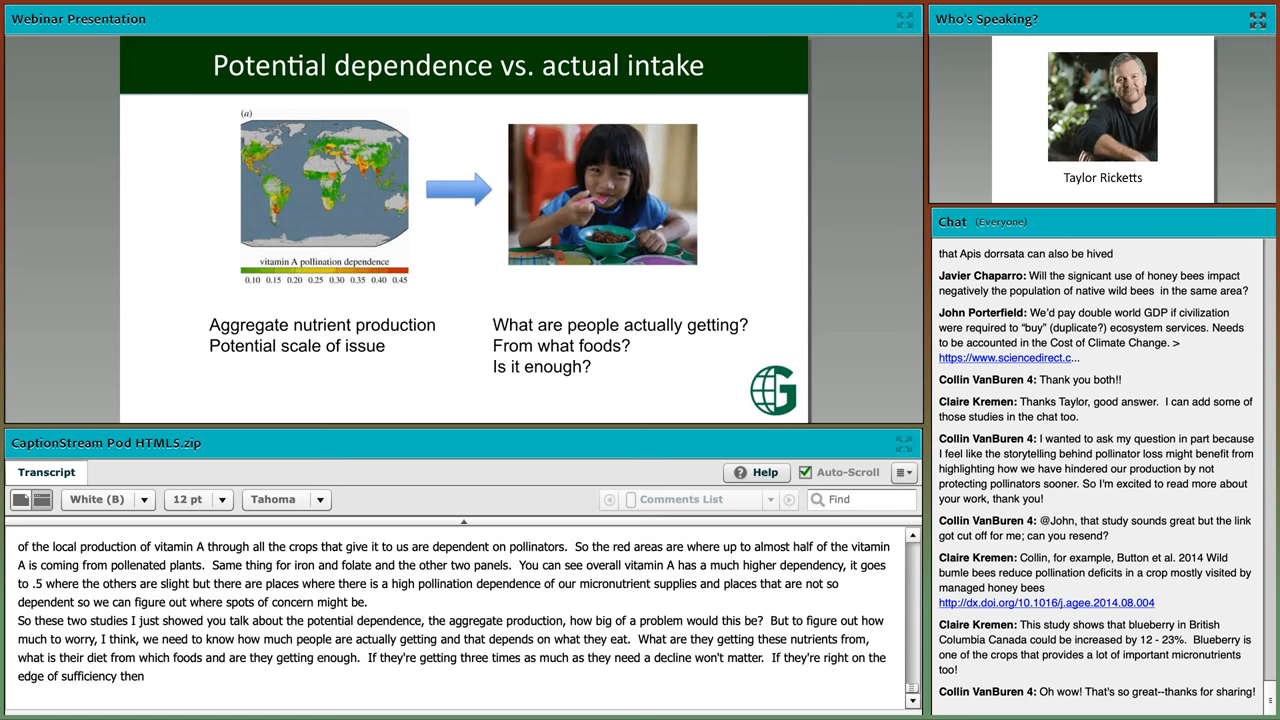 Webinar Presentation
Potential dependence vs. actual intake
(a)
vitamin A pollination dependence
0.10 0.15 0.20 0.25 0.30 0.35 0.40 0.45
Aggregate nutrient production
Potential scale of issue
What are people actually getting?
From what foods?
Is it enough?
G
Who's Speaking?
Taylor Ricketts
Chat (Everyone)
that Apis dorrsata can also be hived
Javier Chaparro: Will the signicant use of honey bees impact
negatively the population of native wild bees in the same area?
John Porterfield: We'd pay double world GDP if civilization
were required to “buy” (duplicate?) ecosystem services. Needs
to be accounted in the Cost of Climate Change. >
https://www.sciencedirect.c...
Collin VanBuren 4: Thank you both!!
Claire Kremen: Thanks Taylor, good answer. I can add some of
those studies in the chat too.
Collin VanBuren 4: I wanted to ask my question in part because
I feel like the storytelling behind pollinator loss might benefit from
highlighting how we have hindered our production by not
protecting pollinators sooner. So I'm excited to read more about
your work, thank you!
Collin VanBuren 4: @John, that study sounds great but the link
got cut off for me; can you resend?
Claire Kremen: Collin, for example, Button et al. 2014 Wild
bumle bees reduce pollination deficits in a crop mostly visited by
managed honey bees
http://dx.doi.org/10.1016/j.agee.2014.08.004
Claire Kremen: This study shows that blueberry in British
Columbia Canada could be increased by 12 - 23%. Blueberry is
one of the crops that provides a lot of important micronutrients
too!
Collin VanBuren 4: Oh wow! That's so great--thanks for sharing!
CaptionStream Pod HTML5.zip
Transcript
Help
Auto-Scroll
White (B)
12 pt
Tahoma
Comments List
Find
of the local production of vitamin A through all the crops that give it to us are dependent on pollinators. So the red areas are where up to almost half of the vitamin
A is coming from pollenated plants. Same thing for iron and folate and the other two panels. You can see overall vitamin A has a much higher dependency, it goes
to .5 where the others are slight but there are places where there is a high pollination dependence of our micronutrient supplies and places that are not so
dependent so we can figure out where spots of concern might be.
So these two studies I just showed you talk about the potential dependence, the aggregate production, how big of a problem would this be? But to figure out how
much to worry, I think, we need to know how much people are actually getting and that depends on what they eat. What are they getting these nutrients from,
what is their diet from which foods and are they getting enough. If they're getting three times as much as they need a decline won't matter. If they're right on the
edge of sufficiency then